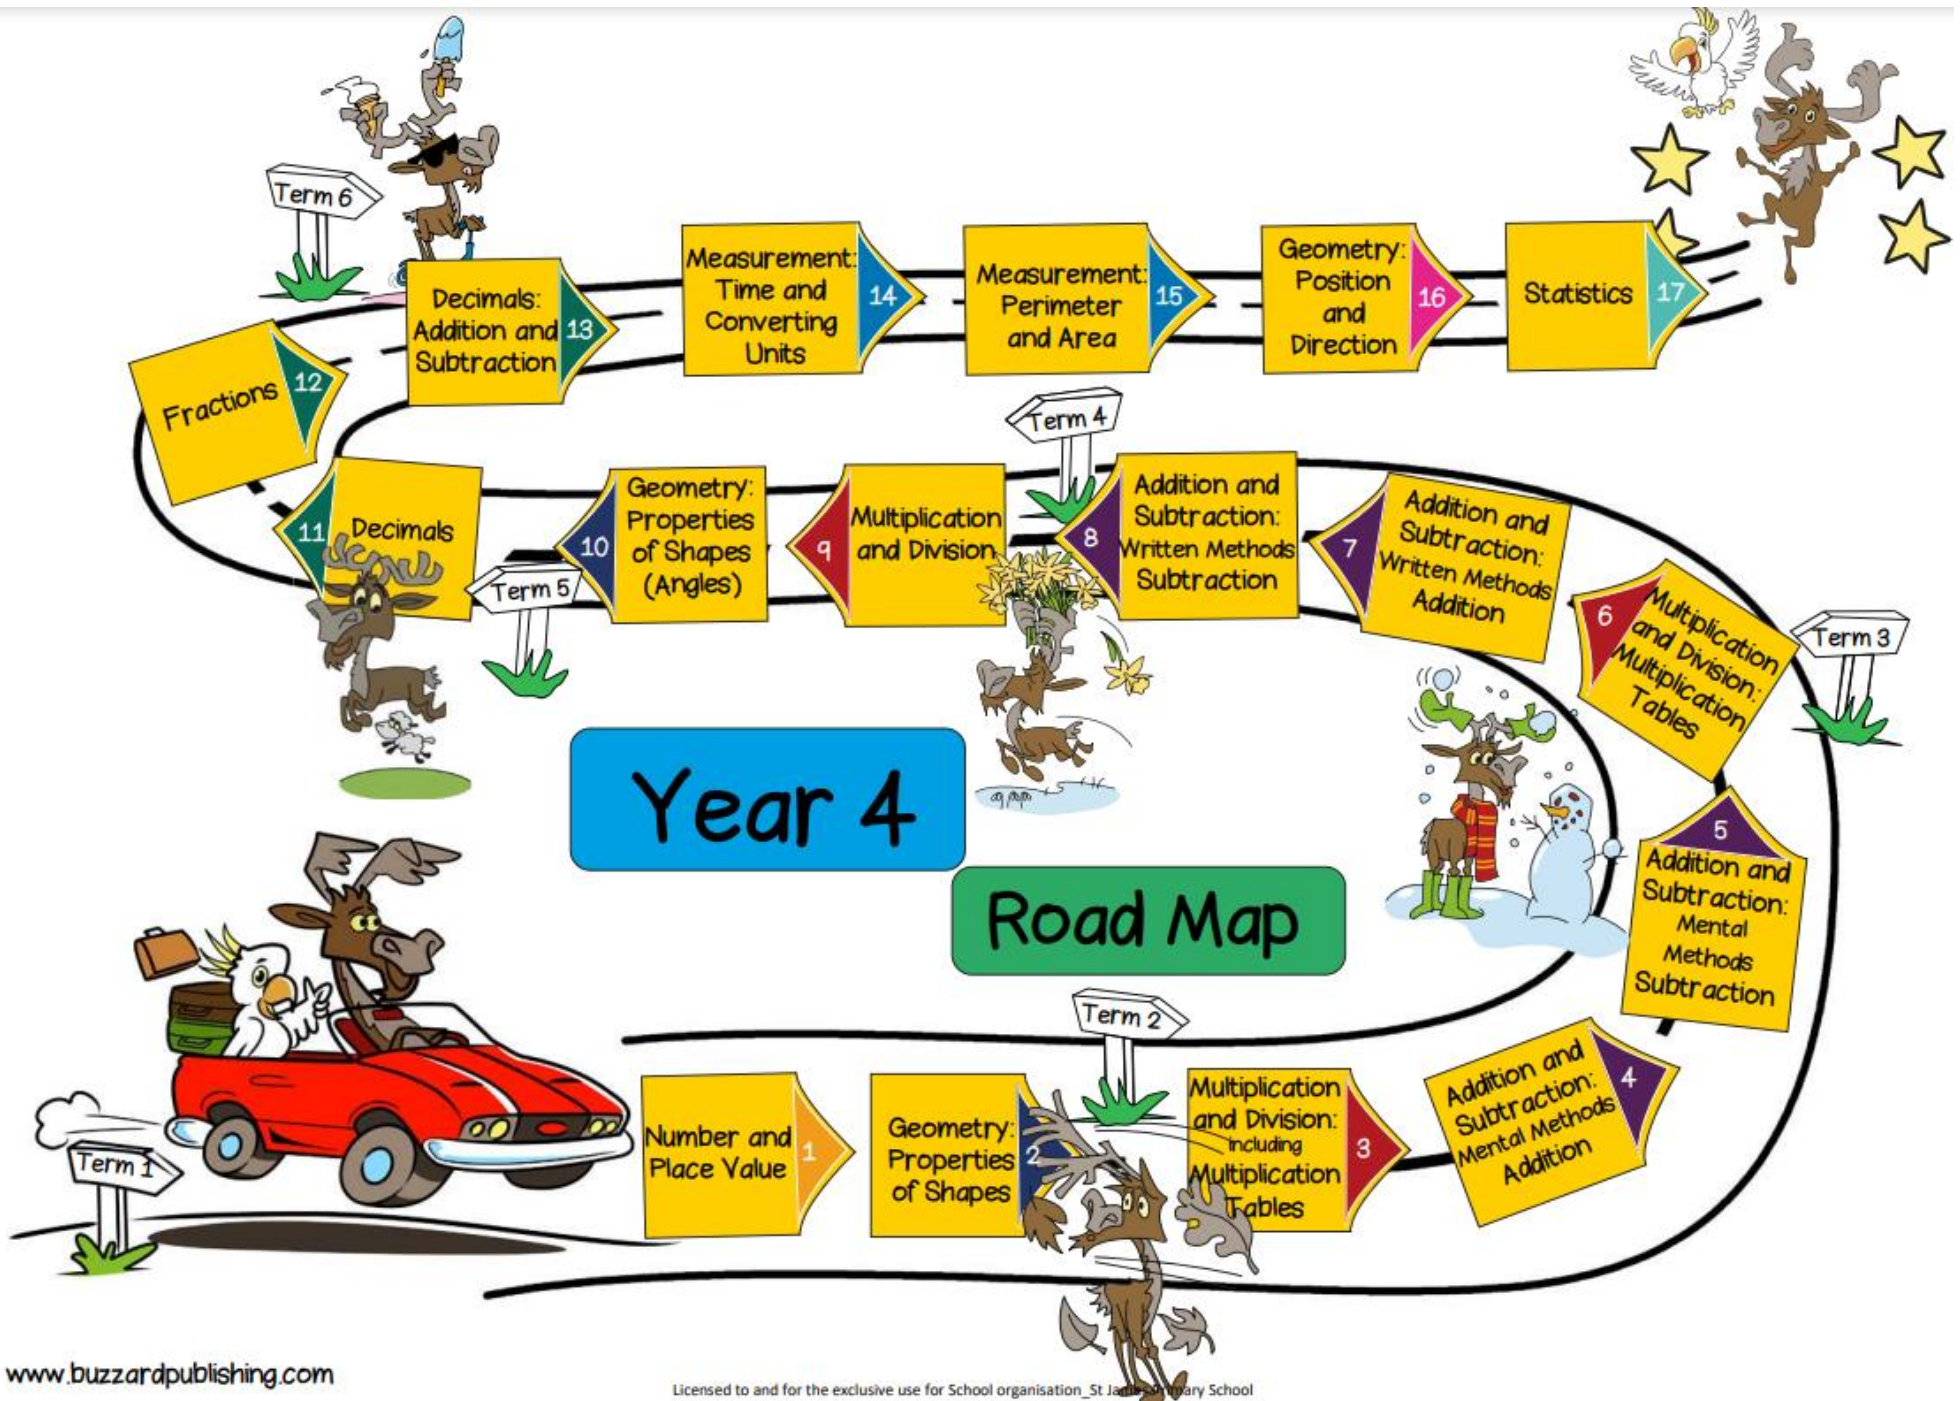 Term 6
Decimals:
Addition and
Subtraction
13
Measurement:
Time and
Converting
Units
14
Measurement:
Perimeter
and Area
15
Geometry:
Position
and
Direction
16
Statistics
17
Fractions
12
Term 4
11
Decimals
Term 5
10
Geometry:
Properties
of Shapes
(Angles)
9
Multiplication
and Division
8
Addition and
Subtraction:
Written Methods
Subtraction
7
Addition and
Subtraction:
Written Methods
Addition
6
Multiplication
and Division:
Multiplication
Tables
Term 3
5
Addition and
Subtraction:
Mental
Methods
Subtraction
Year 4
Road Map
Term 2
Term 1
Number and
Place Value
1
Geometry:
Properties
of Shapes
2
Multiplication
and Division:
including
Multiplication
Tables
3
Addition and
Subtraction:
Mental Methods
Addition
4
www.buzzardpublishing.com
Licensed to and for the exclusive use for School organisation_St James Primary School